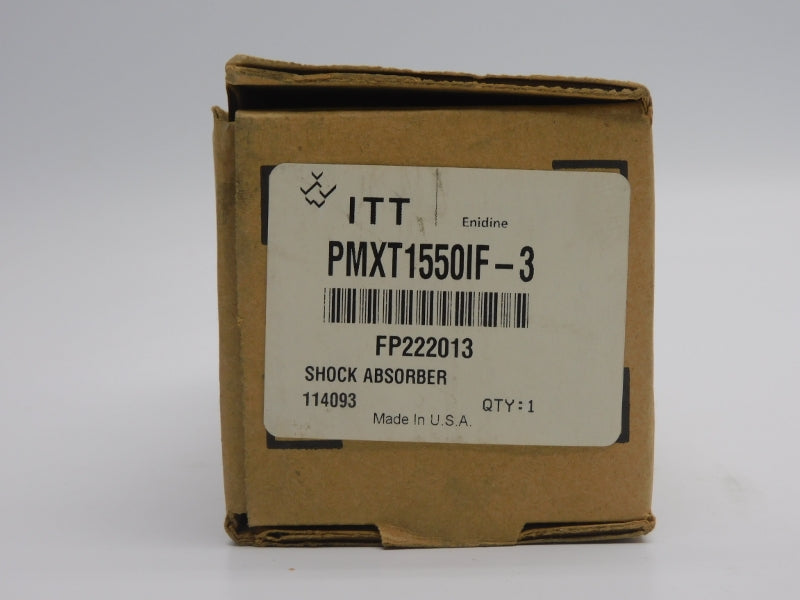 ITT Enidine
PMXT1550IF-3
FP222013
SHOCK ABSORBER
114093 QTY:1
Made In U.S.A.